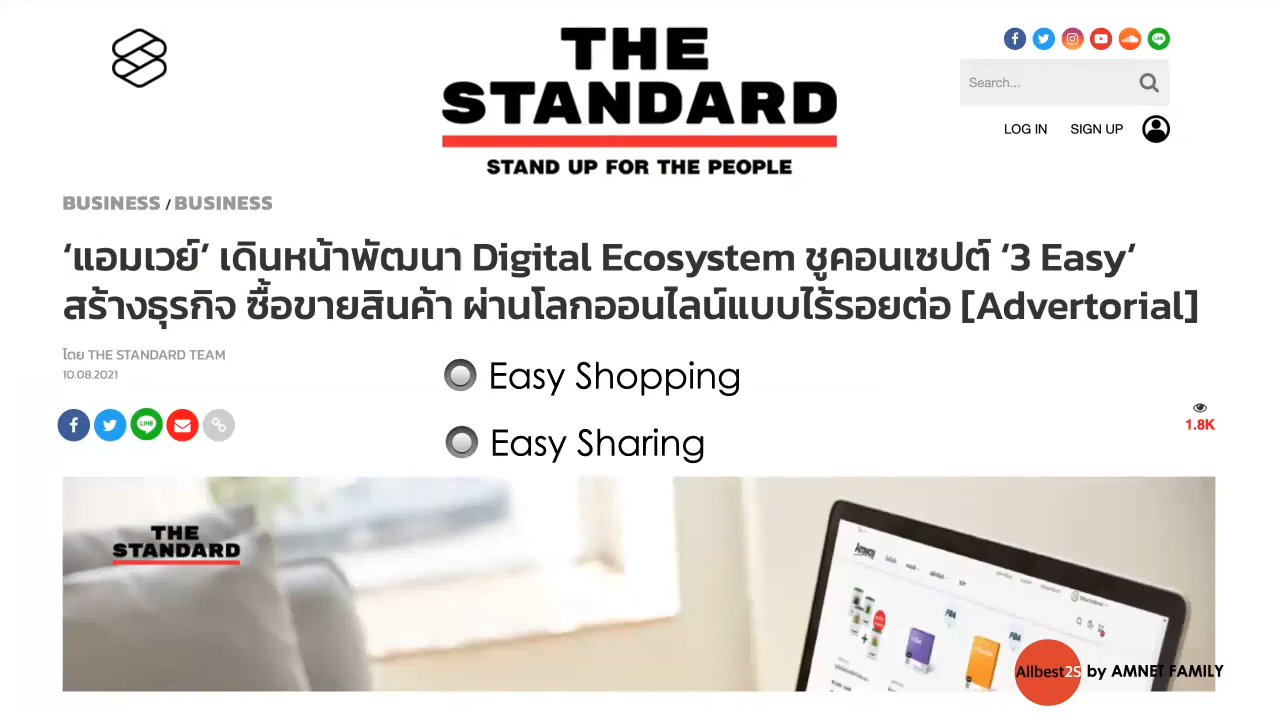 THE
STANDARD
STAND UP FOR THE PEOPLE
Search...
LOG IN SIGN UP
BUSINESS / BUSINESS
‘แอมเวย์’ เดินหน้าพัฒนา Digital Ecosystem ชูคอนเซปต์ ‘3 Easy’
สร้างธุรกิจ ซื้อขายสินค้า ผ่านโลกออนไลน์แบบไร้รอยต่อ [Advertorial]
โดย THE STANDARD TEAM
10.08.2021
Easy Shopping
LINE
1.8K
Easy Sharing
THE
STANDARD
Amway
Allbest2S by AMNET FAMILY